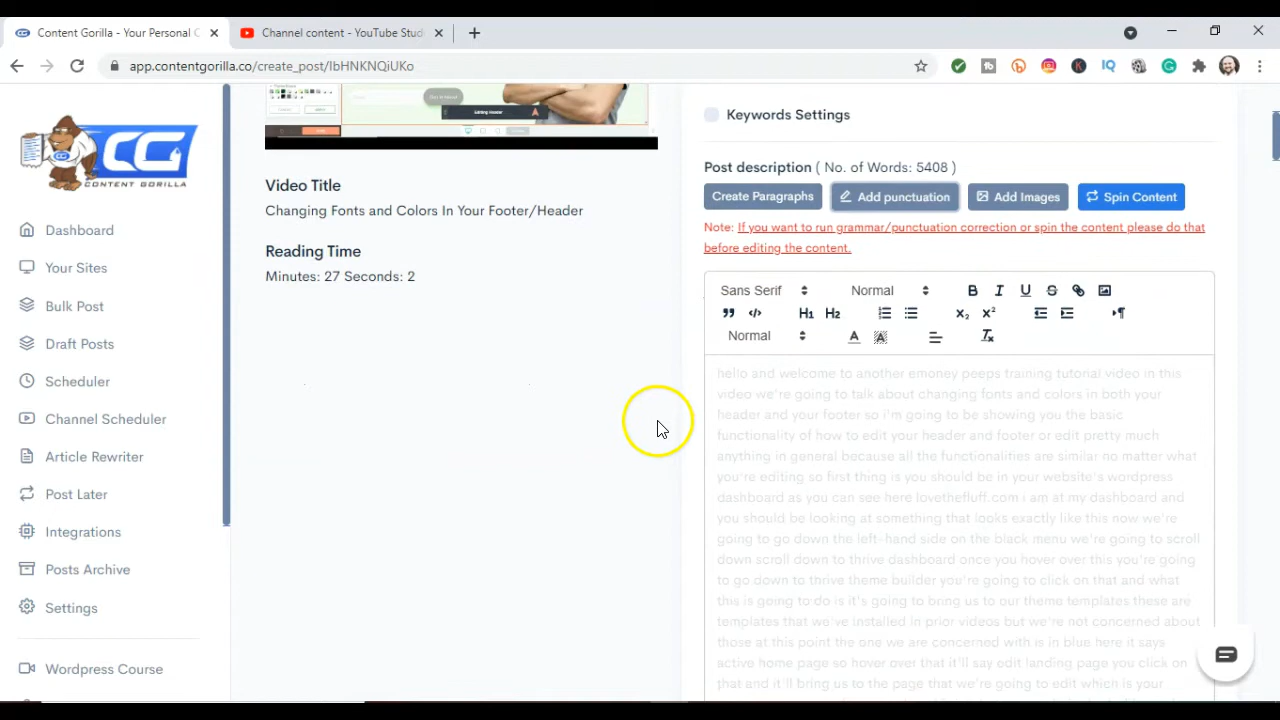 Content Gorilla - Your Personal C
Channel content - YouTube Stud
app.contentgorilla.co/create_post/IbHNKNQiUKo
CG
CONTENT GORILLA
Dashboard
Your Sites
Bulk Post
Draft Posts
Scheduler
Channel Scheduler
Article Rewriter
Post Later
Integrations
Posts Archive
Settings
Wordpress Course
Editing Header
Video Title
Changing Fonts and Colors In Your Footer/Header
Reading Time
Minutes: 27 Seconds: 2
Keywords Settings
Post description ( No. of Words: 5408 )
Create Paragraphs Add punctuation Add Images Spin Content
Note: If you want to run grammar/punctuation correction or spin the content please do that
before editing the content.
Sans Serif Normal B I U S
H1 H2 X2 X2
Normal A A Tx
hello and welcome to another emoney peeps training tutorial video in this
video we're going to talk about changing fonts and colors in both your
header and your footer so i'm going to be showing you the basic
functionality of how to edit your header and footer or edit pretty much
anything in general because all the functionalities are similar no matter what
you're editing so first thing is you should be in your website's wordpress
dashboard as you can see here lovethefluff.com i am at my dashboard and
you should be looking at something that looks exactly like this now we're
going to go down the left-hand side on the black menu we're going to scroll
down scroll down to thrive dashboard once you hover over this you're going
to go down to thrive theme builder you're going to click on that and what
this is going to do is it's going to bring us to our theme templates these are
templates that we've installed in prior videos but we're not concerned about
those at this point the one we are concerned with is in blue here it says
active home page so hover over that it'll say edit landing page you click on
that and it'll bring us to the page that we're going to edit which is your